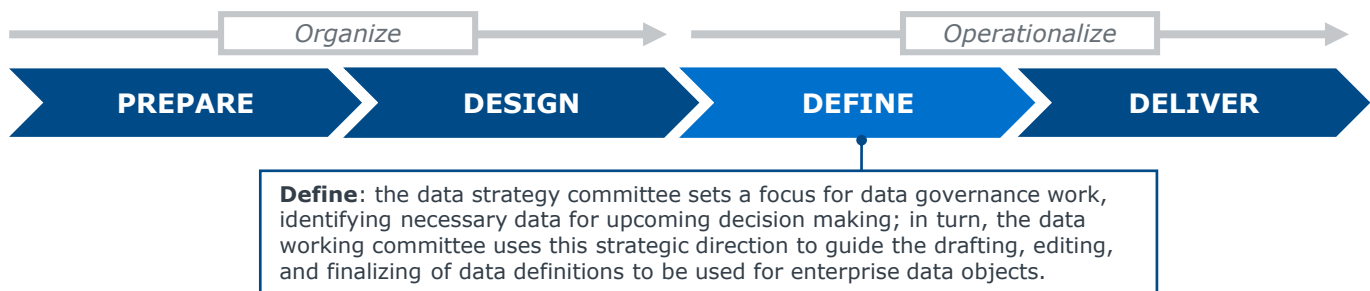 Organize
Operationalize
PREPARE
DESIGN
DEFINE
DELIVER
Define: the data strategy committee sets a focus for data governance work,
identifying necessary data for upcoming decision making; in turn, the data
working committee uses this strategic direction to guide the drafting, editing,
and finalizing of data definitions to be used for enterprise data objects.